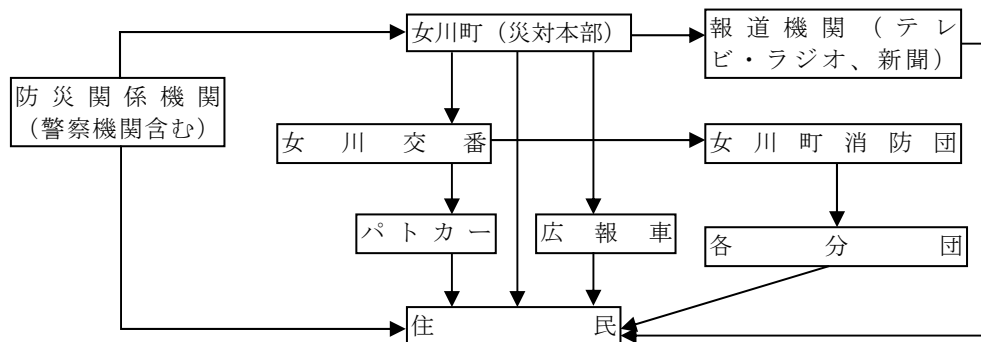 女川町（災対本部）
報道機関（テレ
ビ・ラジオ、新聞）
防災関係機関
（警察機関含む）
女川交番
女川町消防団
パトカー
広報車
各分団
住民